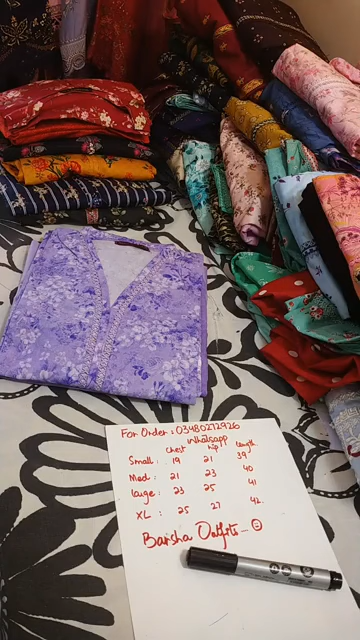 For Order : 03480272926
Whatsapp
chest hip length
Small : 19 21 39
Med : 21 23 40
large : 23 25 41
XL : 25 27 42
Barsha Outfits - ☺